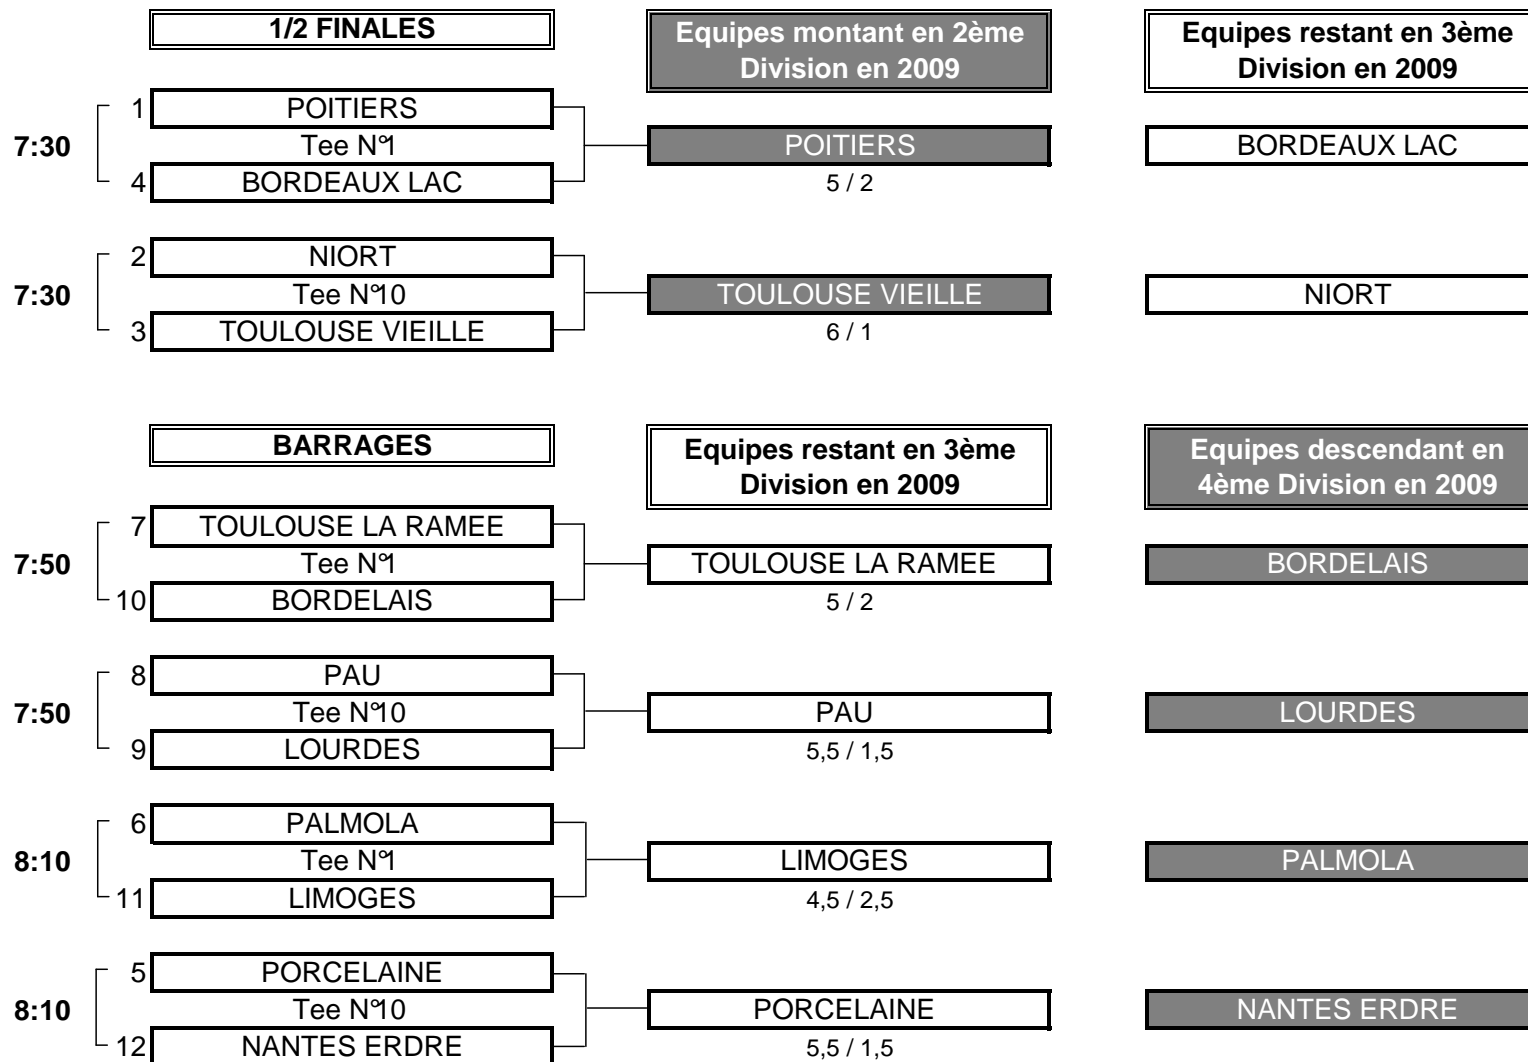 1/2 FINALES
Equipes montant en 2ème
Division en 2009
Equipes restant en 3ème
Division en 2009
1 POITIERS
7:30 Tee N°1 POITIERS BORDEAUX LAC
4 BORDEAUX LAC 5 / 2
2 NIORT
7:30 Tee N°10 TOULOUSE VIEILLE NIORT
3 TOULOUSE VIEILLE 6 / 1
BARRAGES
Equipes restant en 3ème
Division en 2009
Equipes descendant en
4ème Division en 2009
7 TOULOUSE LA RAMEE
7:50 Tee N°1 TOULOUSE LA RAMEE BORDELAIS
10 BORDELAIS 5 / 2
8 PAU
7:50 Tee N°10 PAU LOURDES
9 LOURDES 5,5 / 1,5
6 PALMOLA
8:10 Tee N°1 LIMOGES PALMOLA
11 LIMOGES 4,5 / 2,5
5 PORCELAINE
8:10 Tee N°10 PORCELAINE NANTES ERDRE
12 NANTES ERDRE 5,5 / 1,5